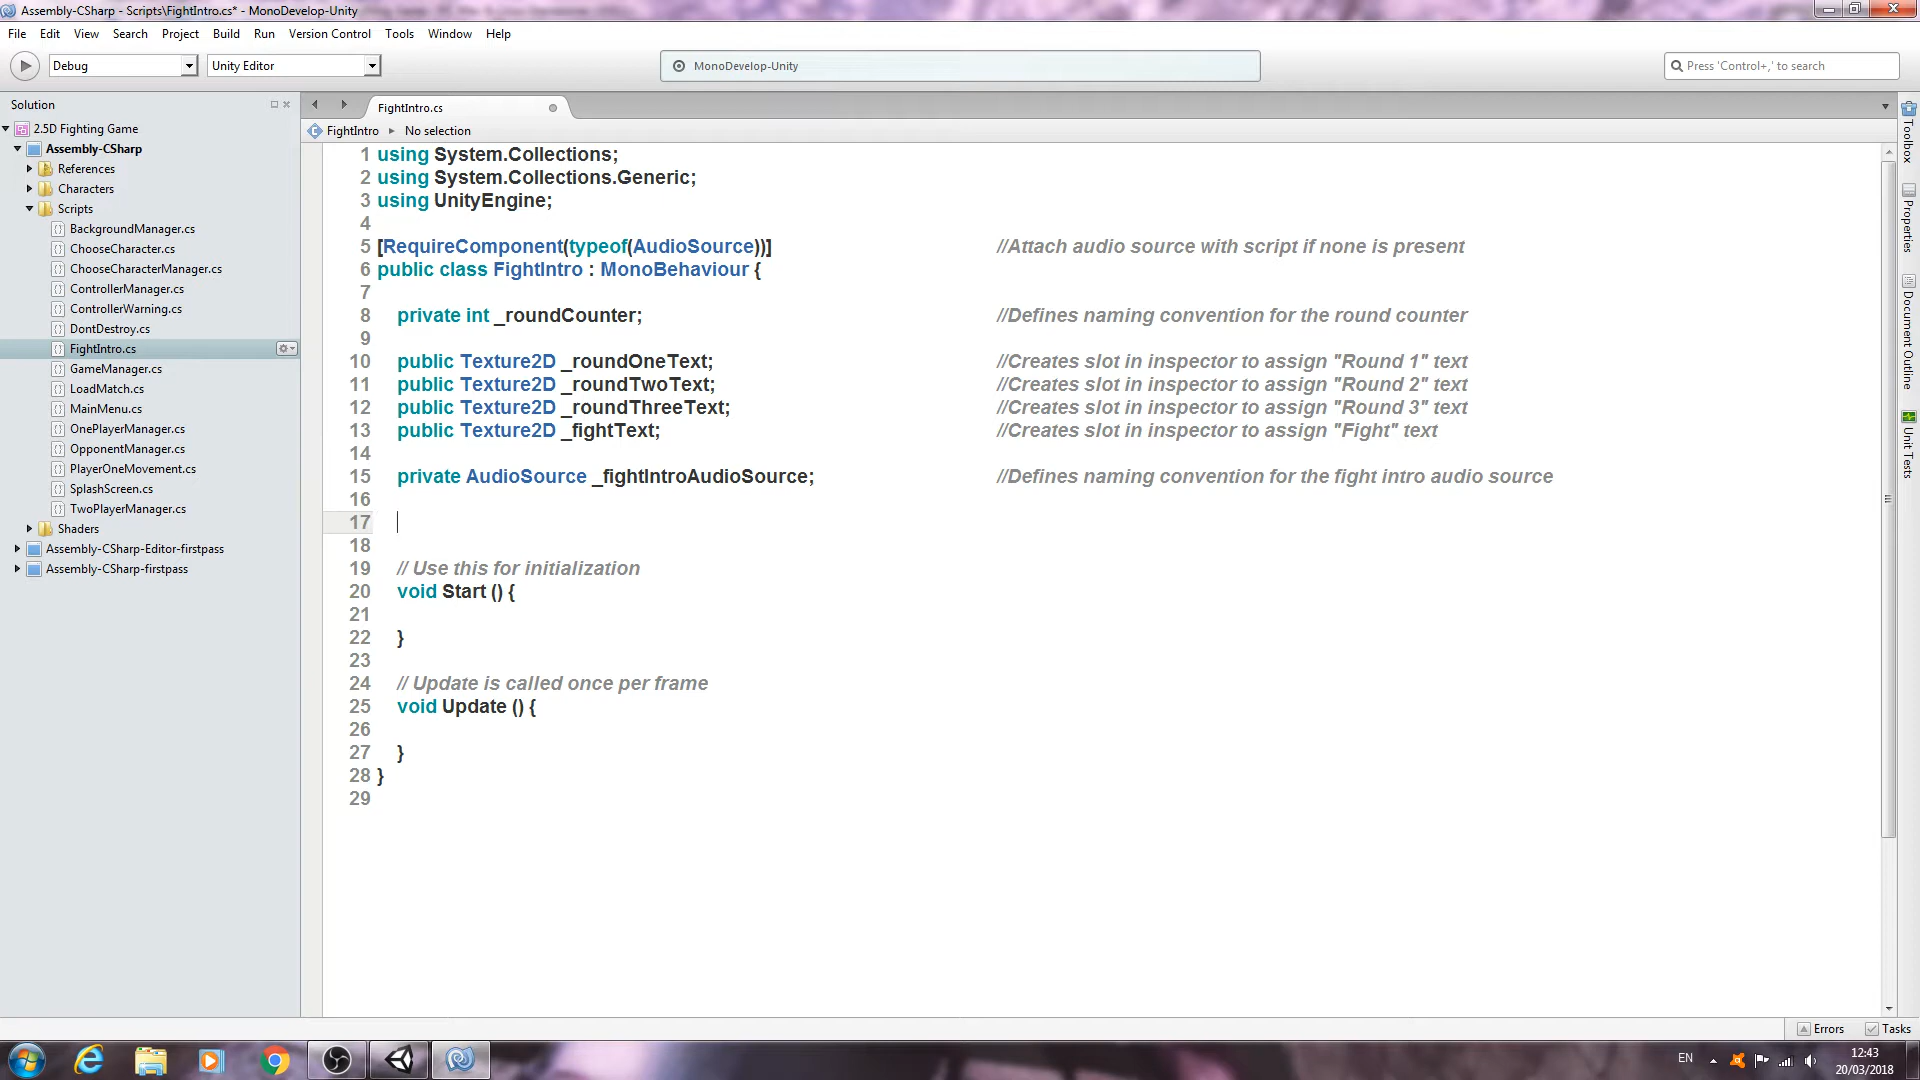 Assembly-CSharp - Scripts\FightIntro.cs* - MonoDevelop-Unity
File Edit View Search Project Build Run Version Control Tools Window Help
Debug Unity Editor MonoDevelop-Unity Press 'Control+,' to search
Solution
2.5D Fighting Game
Assembly-CSharp
References
Characters
Scripts
BackgroundManager.cs
ChooseCharacter.cs
ChooseCharacterManager.cs
ControllerManager.cs
ControllerWarning.cs
DontDestroy.cs
FightIntro.cs
GameManager.cs
LoadMatch.cs
MainMenu.cs
OnePlayerManager.cs
OpponentManager.cs
PlayerOneMovement.cs
SplashScreen.cs
TwoPlayerManager.cs
Shaders
Assembly-CSharp-Editor-firstpass
Assembly-CSharp-firstpass
FightIntro.cs
FightIntro No selection
1 using System.Collections;
2 using System.Collections.Generic;
3 using UnityEngine;
4
5 [RequireComponent(typeof(AudioSource))] //Attach audio source with script if none is present
6 public class FightIntro : MonoBehaviour {
7
8 private int _roundCounter; //Defines naming convention for the round counter
9
10 public Texture2D _roundOneText; //Creates slot in inspector to assign "Round 1" text
11 public Texture2D _roundTwoText; //Creates slot in inspector to assign "Round 2" text
12 public Texture2D _roundThreeText; //Creates slot in inspector to assign "Round 3" text
13 public Texture2D _fightText; //Creates slot in inspector to assign "Fight" text
14
15 private AudioSource _fightIntroAudioSource; //Defines naming convention for the fight intro audio source
16
17
18
19 // Use this for initialization
20 void Start () {
21
22 }
23
24 // Update is called once per frame
25 void Update () {
26
27 }
28 }
29
Toolbox
Properties
Document Outline
Unit Tests
Errors Tasks
EN 12:43
20/03/2018